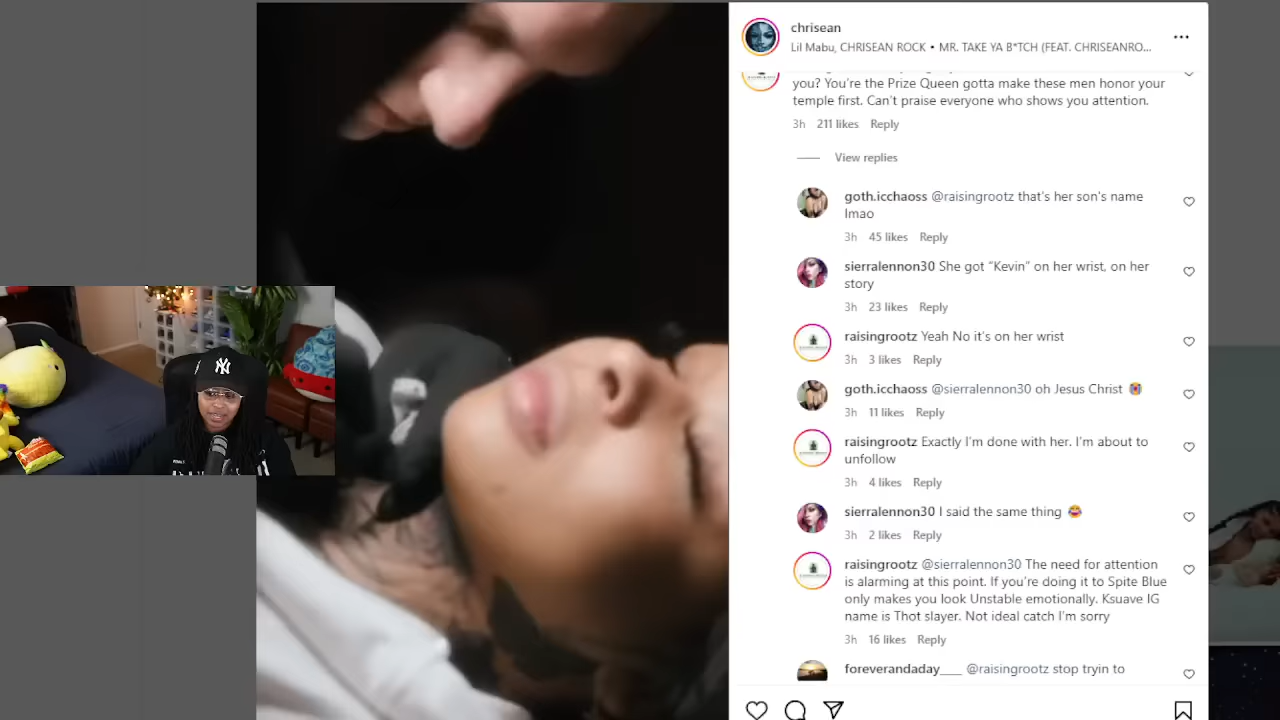 chrisean
Lil Mabu, CHRISEAN ROCK • MR. TAKE YA B*TCH (FEAT. CHRISEANRO...
you? You're the Prize Queen gotta make these men honor your
temple first. Can't praise everyone who shows you attention.
3h 211 likes Reply
View replies
goth.icchaoss @raisingrootz that's her son's name
lmao
3h 45 likes Reply
sierralennon30 She got “Kevin” on her wrist, on her
story
3h 23 likes Reply
raisingrootz Yeah No it's on her wrist
3h 3 likes Reply
goth.icchaoss @sierralennon30 oh Jesus Christ
3h 11 likes Reply
raisingrootz Exactly I'm done with her. I'm about to
unfollow
3h 4 likes Reply
sierralennon30 I said the same thing 😂
3h 2 likes Reply
raisingrootz @sierralennon30 The need for attention
is alarming at this point. If you're doing it to Spite Blue
only makes you look Unstable emotionally. Ksuave IG
name is Thot slayer. Not ideal catch I'm sorry
3h 16 likes Reply
foreverandaday____ @raisingrootz stop tryin to